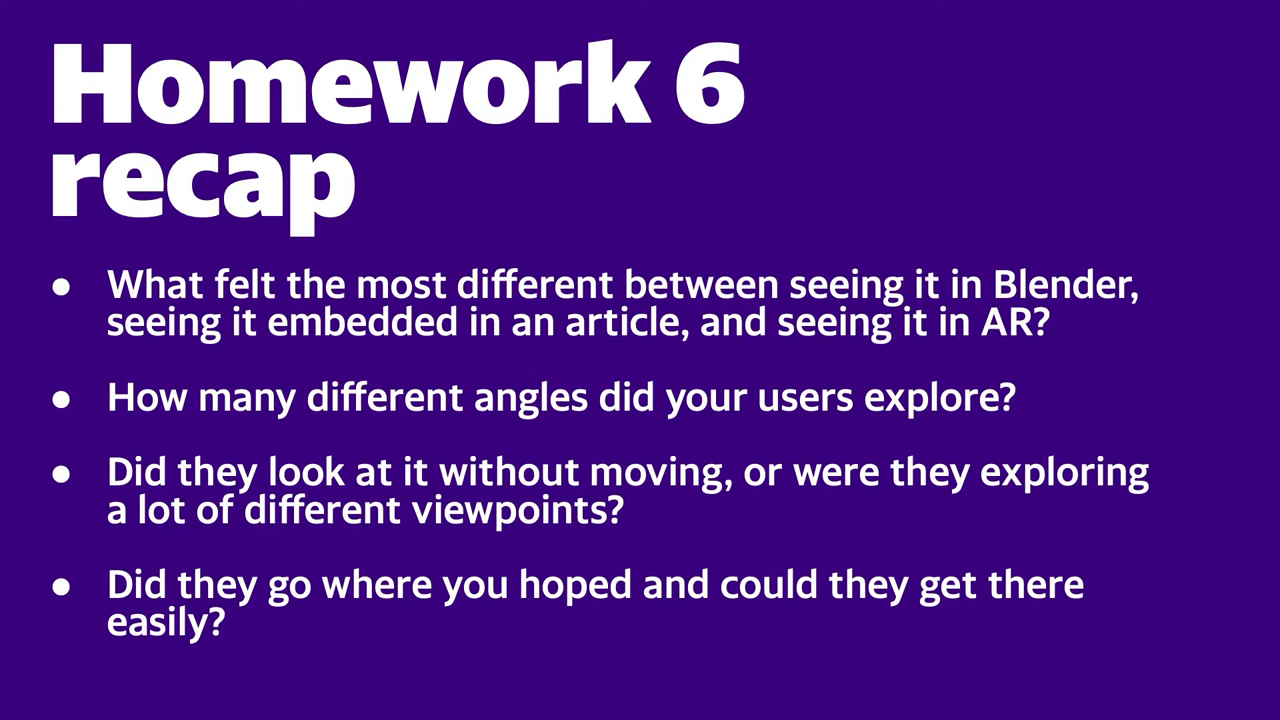 Homework 6
recap
● What felt the most different between seeing it in Blender,
seeing it embedded in an article, and seeing it in AR?
● How many different angles did your users explore?
● Did they look at it without moving, or were they exploring
a lot of different viewpoints?
● Did they go where you hoped and could they get there
easily?